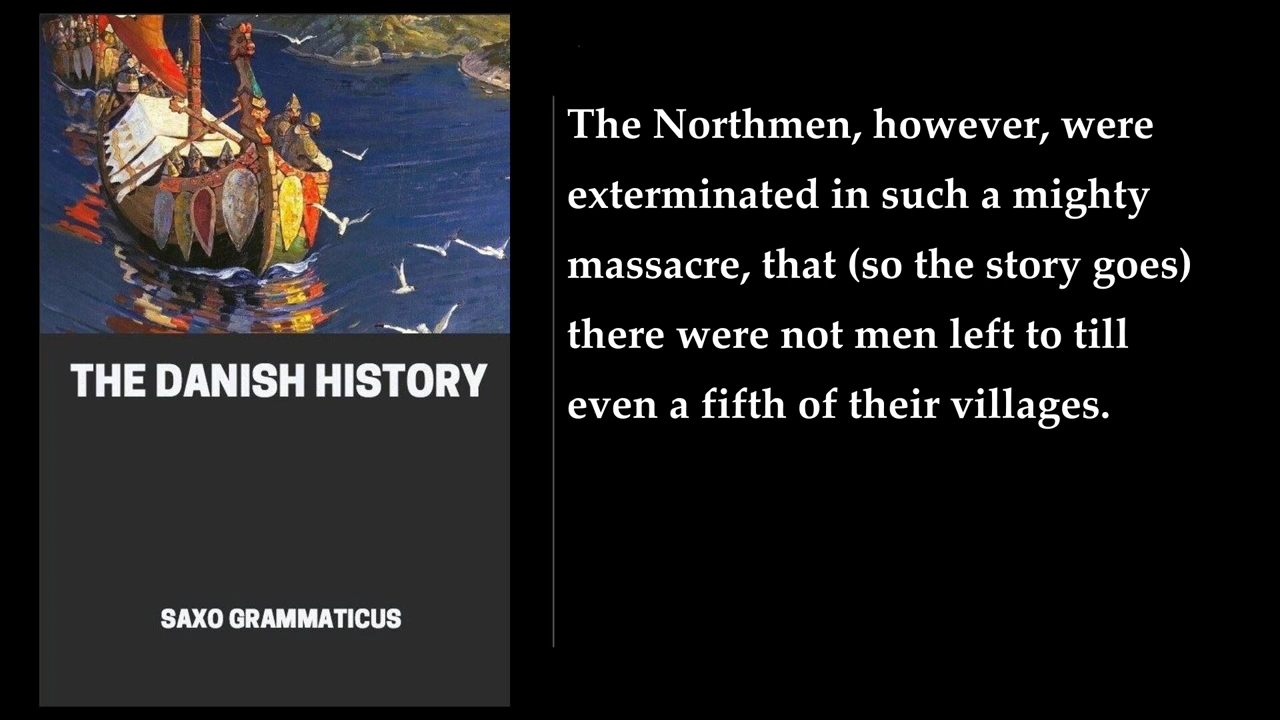 THE DANISH HISTORY
SAXO GRAMMATICUS
The Northmen, however, were
exterminated in such a mighty
massacre, that (so the story goes)
there were not men left to till
even a fifth of their villages.